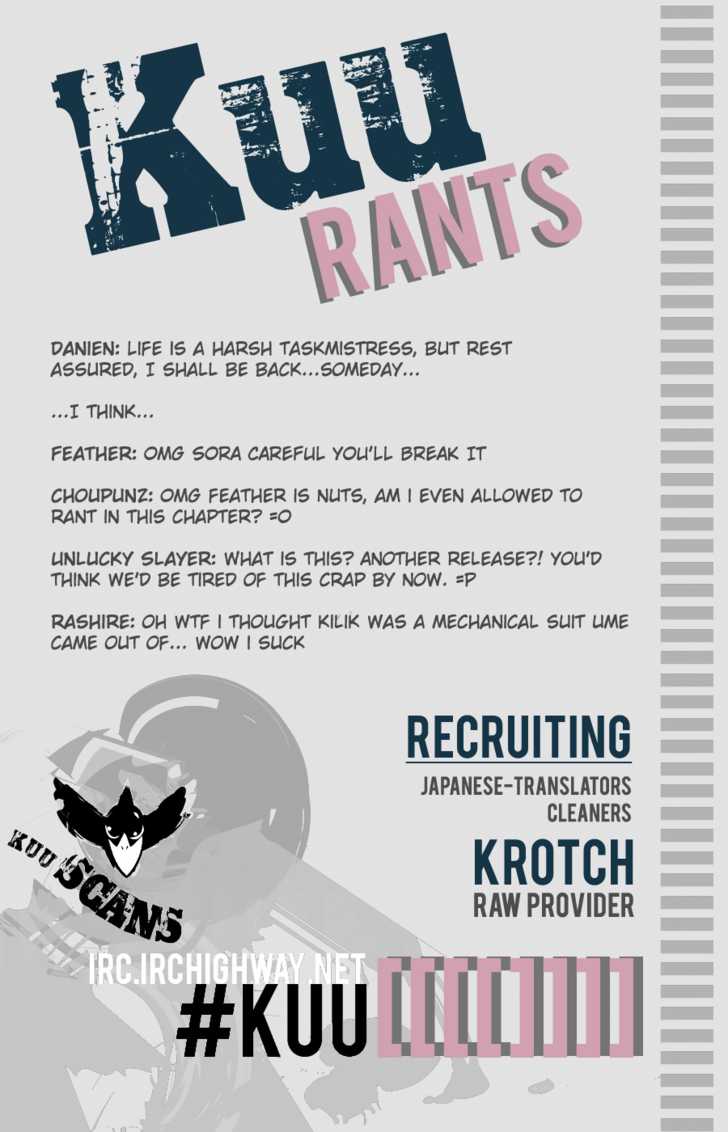 Kuu
RANTS
DANIEN: LIFE IS A HARSH TASKMISTRESS, BUT REST
ASSURED, I SHALL BE BACK...SOMEDAY...
...I THINK...
FEATHER: OMG SORA CAREFUL YOU'LL BREAK IT
CHOUPUNZ: OMG FEATHER IS NUTS, AM I EVEN ALLOWED TO
RANT IN THIS CHAPTER? =O
UNLUCKY SLAYER: WHAT IS THIS? ANOTHER RELEASE?! YOU'D
THINK WE'D BE TIRED OF THIS CRAP BY NOW. =P
RASHIRE: OH WTF I THOUGHT KILIK WAS A MECHANICAL SUIT UME
CAME OUT OF... WOW I SUCK
RECRUITING
JAPANESE-TRANSLATORS
CLEANERS
KROTCH
RAW PROVIDER
KUU SCANS
IRC.IRCHIGHWAY.NET
#KUU[[[[[]]]]]